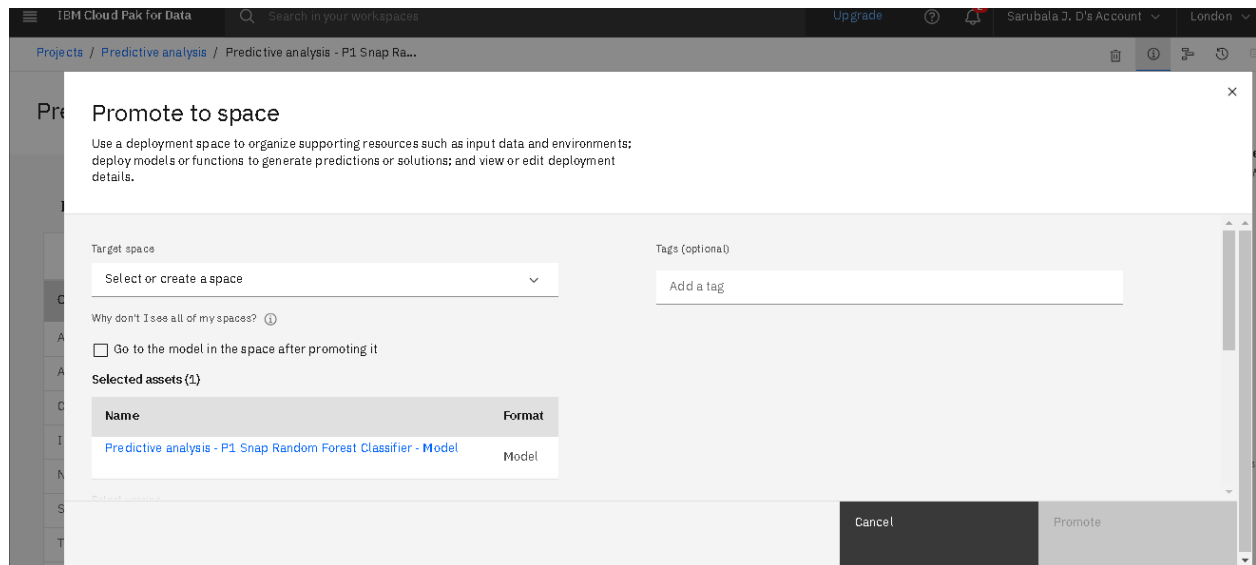 IBM Cloud Pak for Data
Search in your workspaces
Upgrade
Sarubala J. D's Account
London
Projects / Predictive analysis / Predictive analysis - P1 Snap Ra...
Promote to space
Use a deployment space to organize supporting resources such as input data and environments;
deploy models or functions to generate predictions or solutions; and view or edit deployment
details.
Target space
Tags (optional)
Select or create a space
Add a tag
Why don't I see all of my spaces?
Go to the model in the space after promoting it
Selected assets (1)
Name
Format
Predictive analysis - P1 Snap Random Forest Classifier - Model
Model
Cancel
Promote